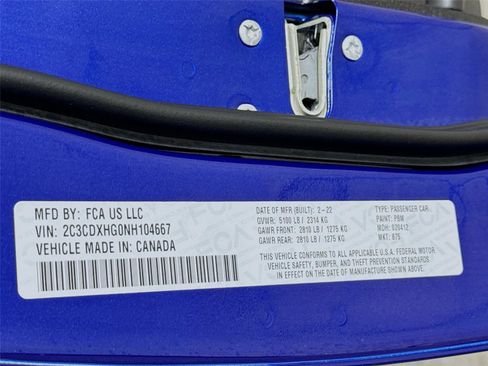 MFD BY: FCA US LLC
VIN: 2C3CDXHG0NH104667
VEHICLE MADE IN: CANADA
DATE OF MFR (BUILT): 2-22
GVWR: 5100 LB / 2314 KG
GAWR FRONT: 2810 LB / 1275 KG
GAWR REAR: 2810 LB / 1275 KG
TYPE: PASSENGER CAR
PAINT: PBM
MDH: 020412
MKT: B75
THIS VEHICLE CONFORMS TO ALL APPLICABLE U.S. FEDERAL MOTOR
VEHICLE SAFETY, BUMPER, AND THEFT PREVENTION STANDARDS
IN EFFECT ON THE DATE OF MANUFACTURE SHOWN ABOVE.